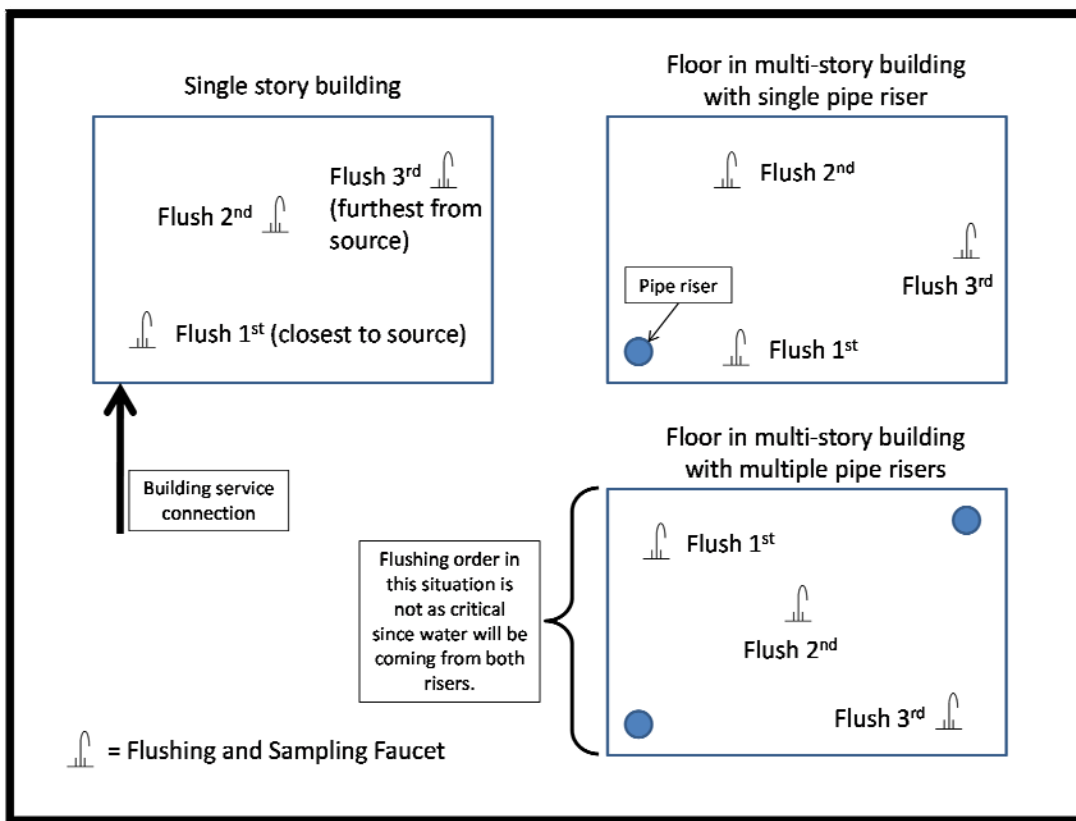 Single story building
Flush 3rd
(furthest from
source)
Flush 2nd
Flush 1st (closest to source)
Building service
connection
Floor in multi-story building
with single pipe riser
Flush 2nd
Flush 3rd
Pipe riser
Flush 1st
Floor in multi-story building
with multiple pipe risers
Flushing order in
this situation is
not as critical
since water will be
coming from both
risers.
Flush 1st
Flush 2nd
Flush 3rd
= Flushing and Sampling Faucet